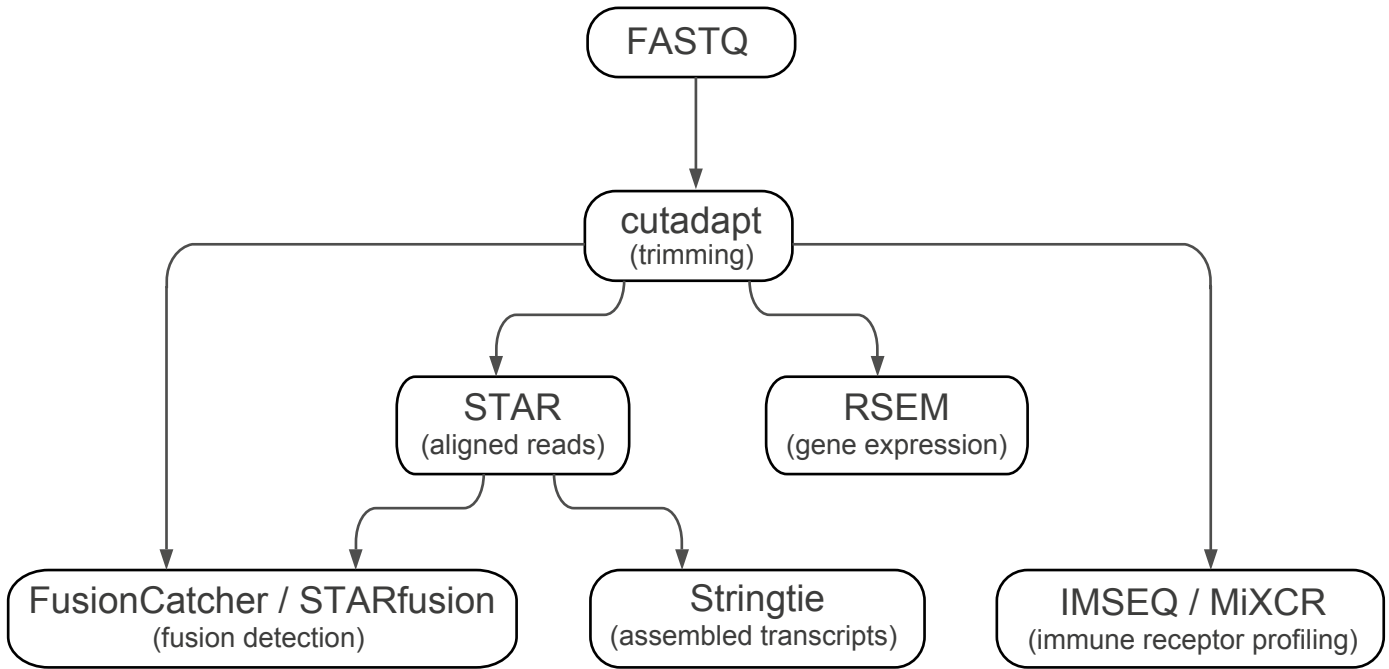 FASTQ
cutadapt
(trimming)
STAR
(aligned reads)
RSEM
(gene expression)
FusionCatcher / STARfusion
(fusion detection)
Stringtie
(assembled transcripts)
IMSEQ / MiXCR
(immune receptor profiling)